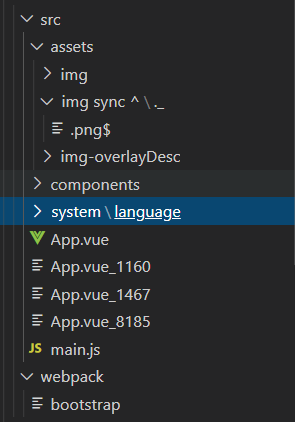 src
assets
img
img sync ^ \ ._
.png$
img-overlayDesc
components
system \ language
App.vue
App.vue_1160
App.vue_1467
App.vue_8185
JS main.js
webpack
bootstrap